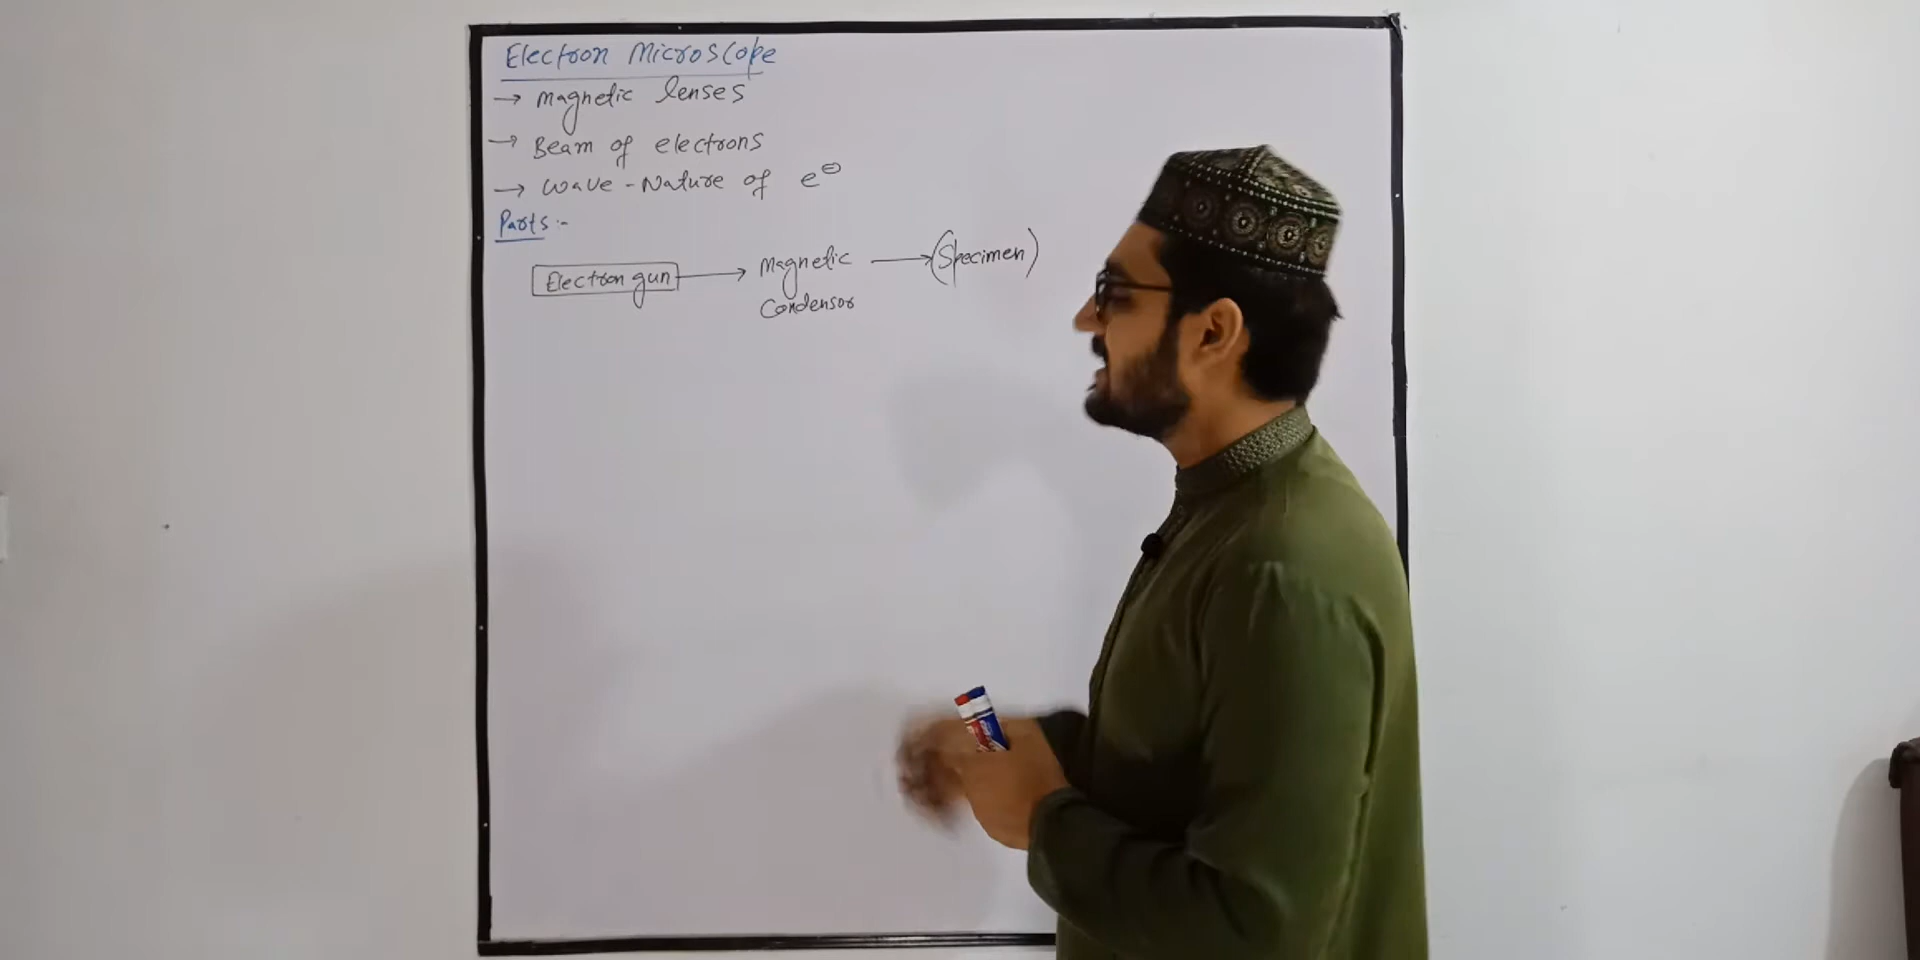 Electron Microscope
→ Magnetic lenses
→ Beam of electrons
→ Wave-Nature of e⊖
Parts:-
Electron gun → Magnetic Condensor → (Specimen)